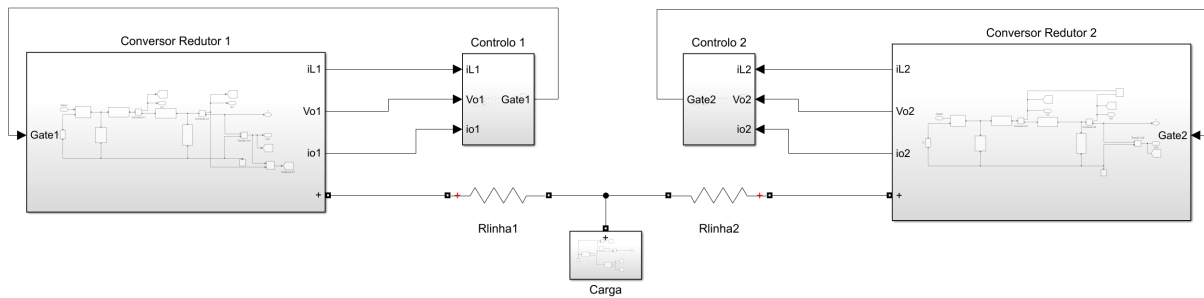 Conversor Redutor 1
Controlo 1
Controlo 2
Conversor Redutor 2
iL1
iL1
iL2
iL2
Vo1
Vo1
Gate1
Gate2
Vo2
Vo2
Gate1
Gate2
io1
io1
io2
io2
+
+
+
+
Rlinha1
Rlinha2
+
Carga